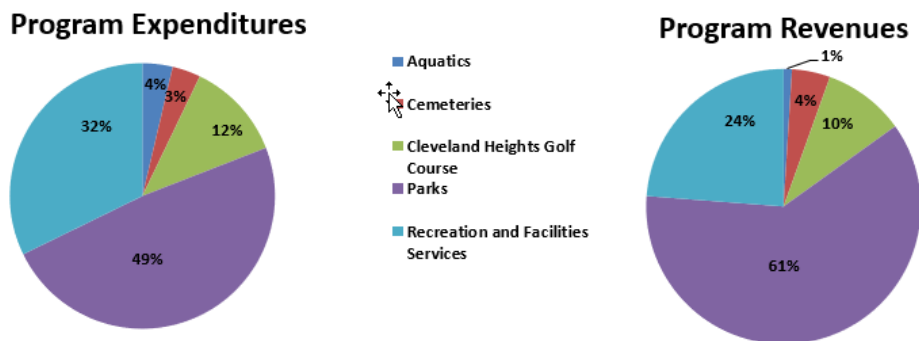 Program Expenditures
4%
3%
12%
32%
49%
Aquatics
Cemeteries
Cleveland Heights Golf
Course
Parks
Recreation and Facilities
Services
Program Revenues
1%
4%
10%
24%
61%